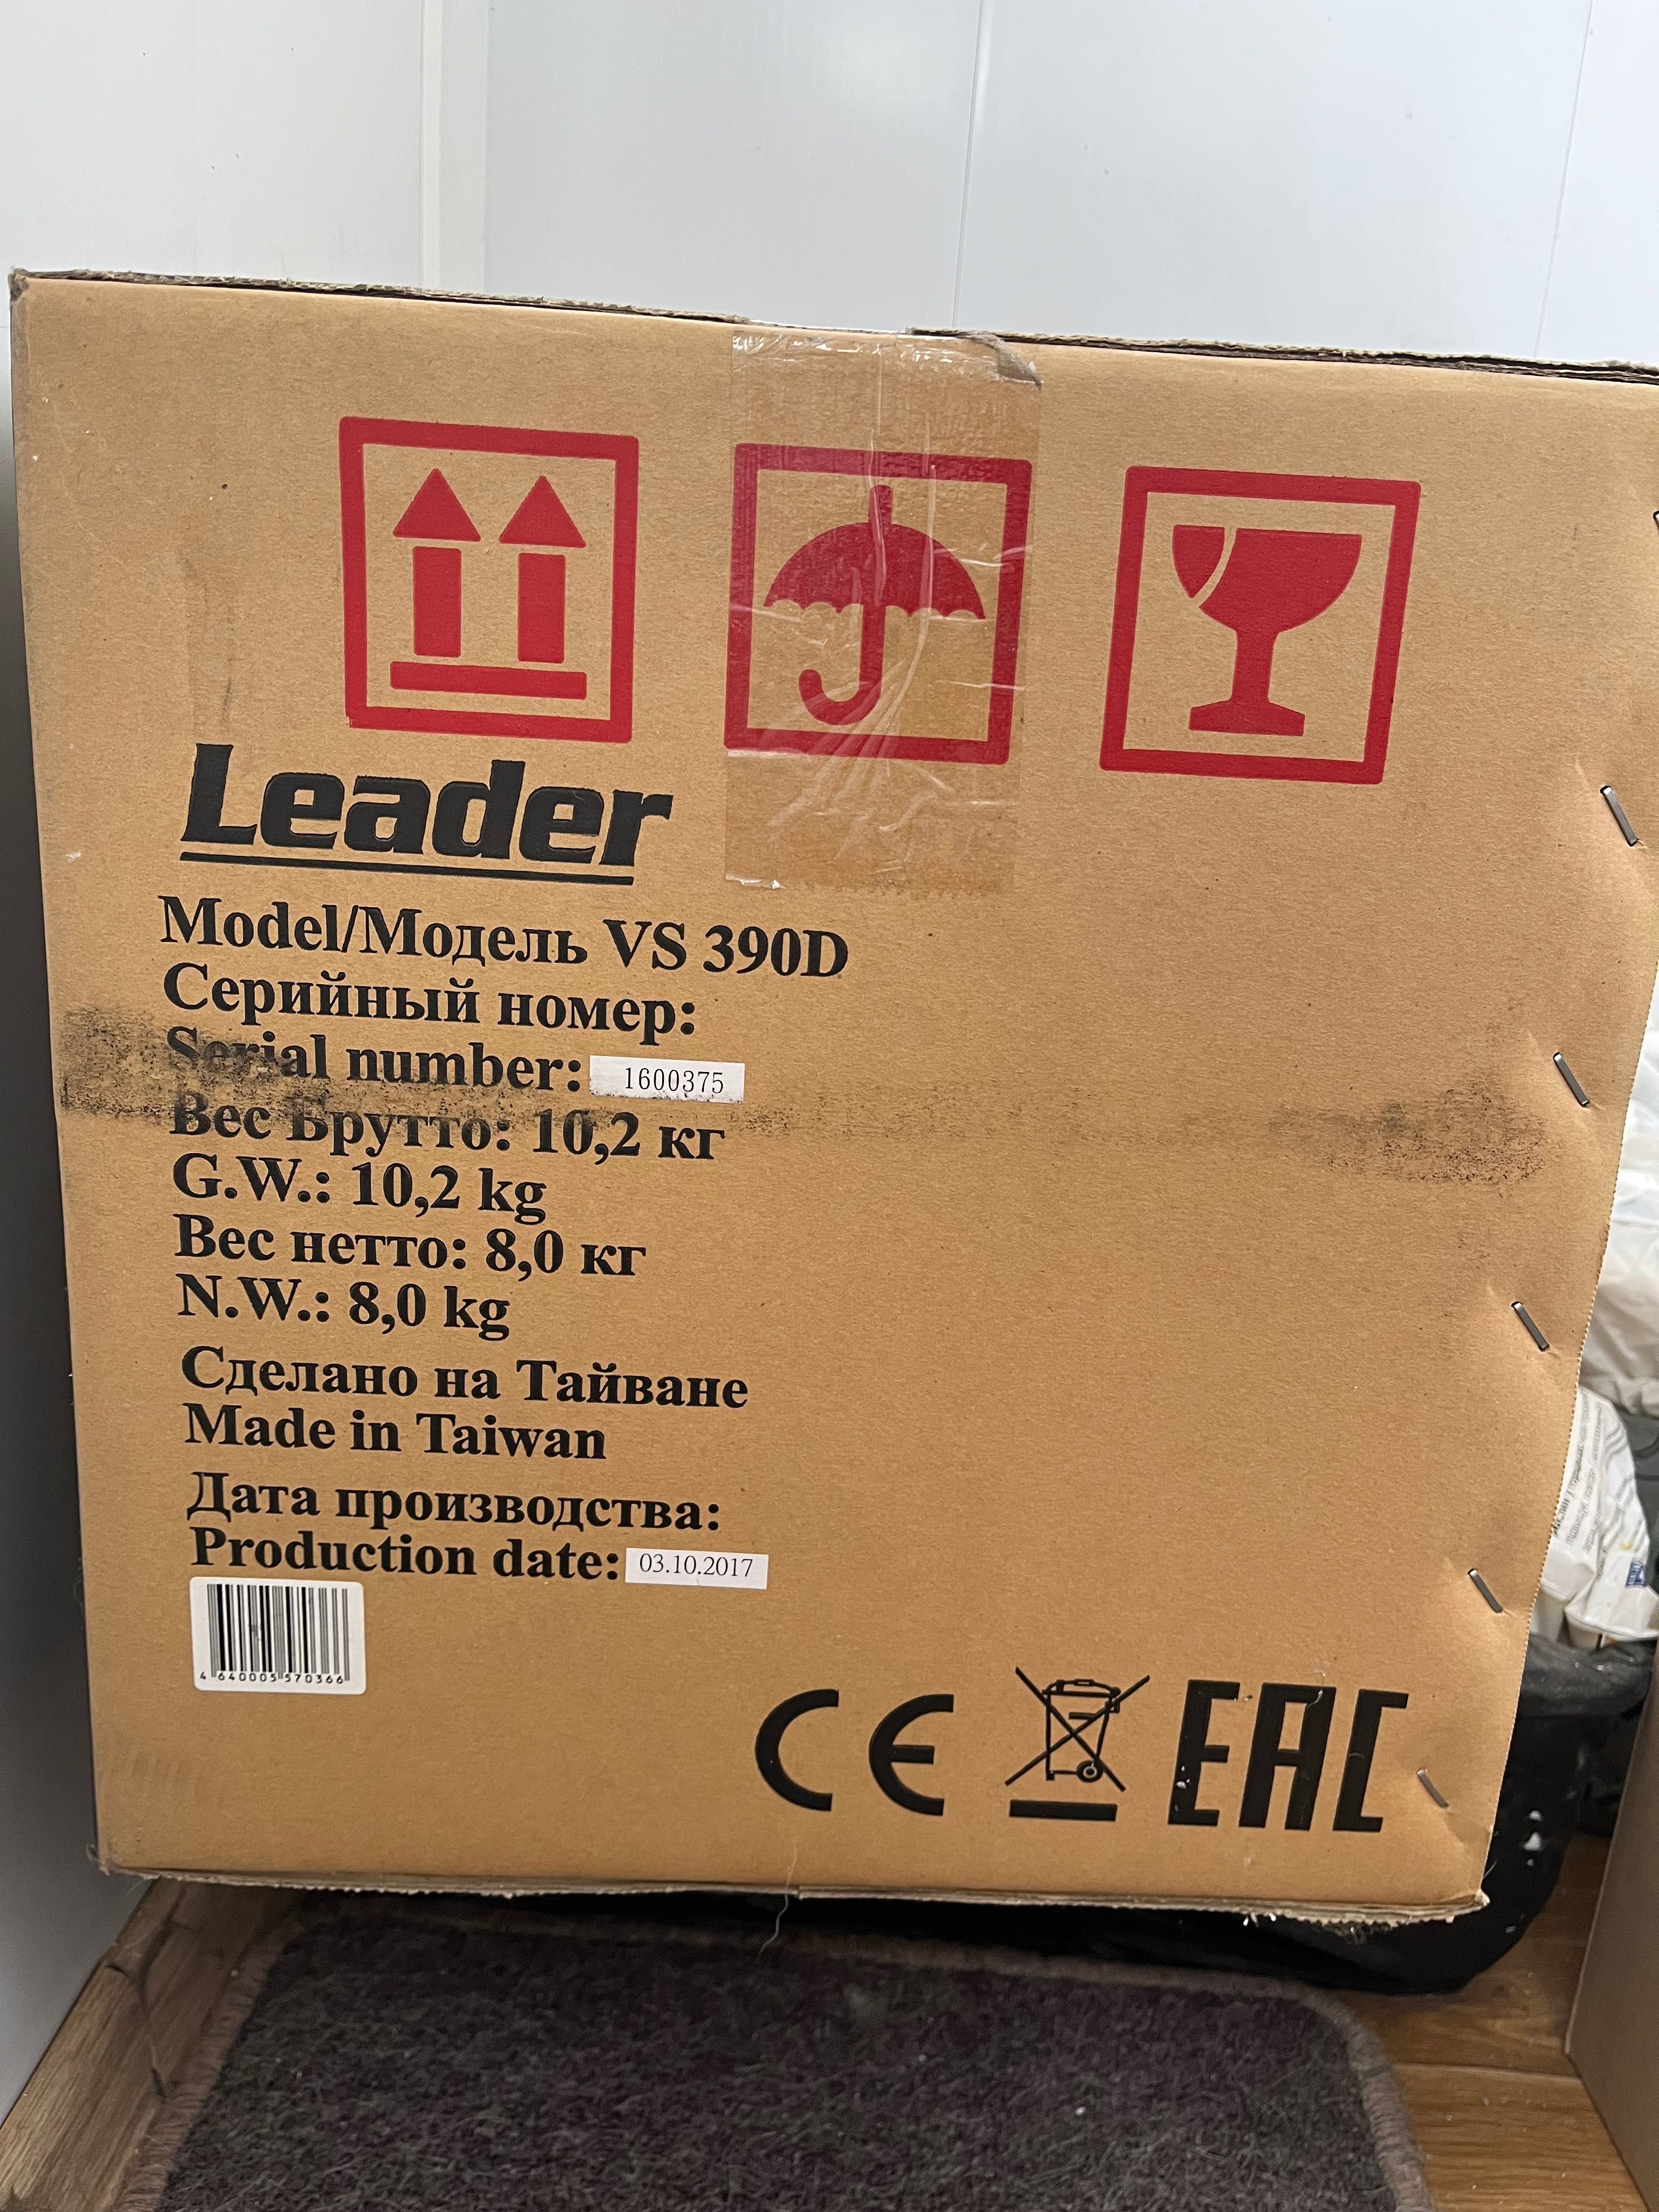 Leader
Model/Модель VS 390D
Серийный номер:
Serial number: 1600375
Вес Брутто: 10,2 кг
G.W.: 10,2 kg
Вес нетто: 8,0 кг
N.W.: 8,0 kg
Сделано на Тайване
Made in Taiwan
Дата производства:
Production date: 03.10.2017
4 640005 570366
CE EAC